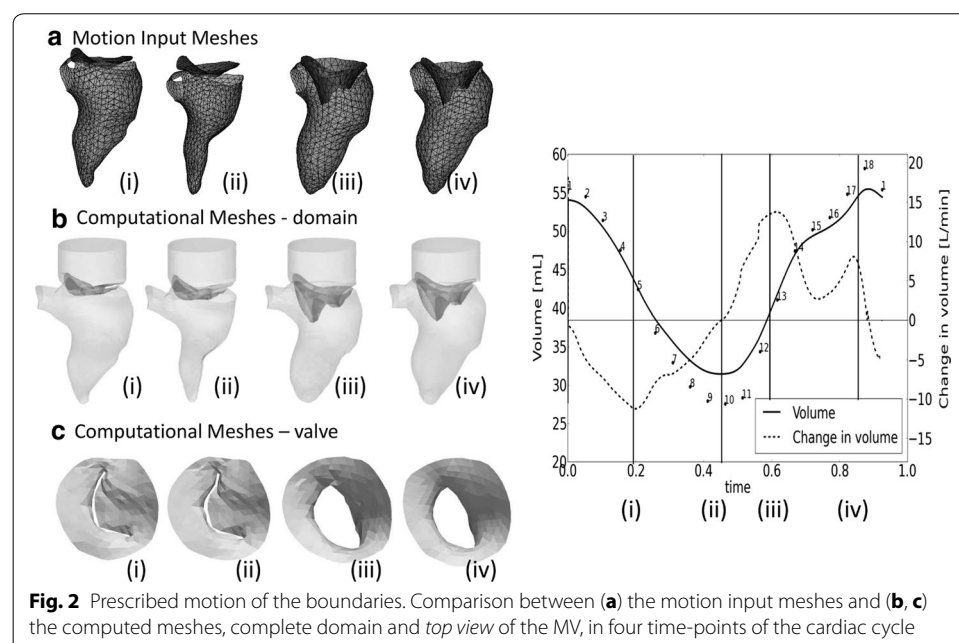 a Motion Input Meshes
(i) (ii) (iii) (iv)
b Computational Meshes - domain
(i) (ii) (iii) (iv)
c Computational Meshes – valve
(i) (ii) (iii) (iv)
Volume [mL]
60
55
50
45
40
35
30
25
20
1 2 3 4 5 6 7 8 9 10 11 12 13 14 15 16 17 18 1
Volume
Change in volume
20
15
10
5
0
−5
−10
−15
Change in volume [L/min]
0.0 0.2 0.4 0.6 0.8 1.0
time
(i) (ii) (iii) (iv)
Fig. 2 Prescribed motion of the boundaries. Comparison between (a) the motion input meshes and (b, c)
the computed meshes, complete domain and top view of the MV, in four time-points of the cardiac cycle